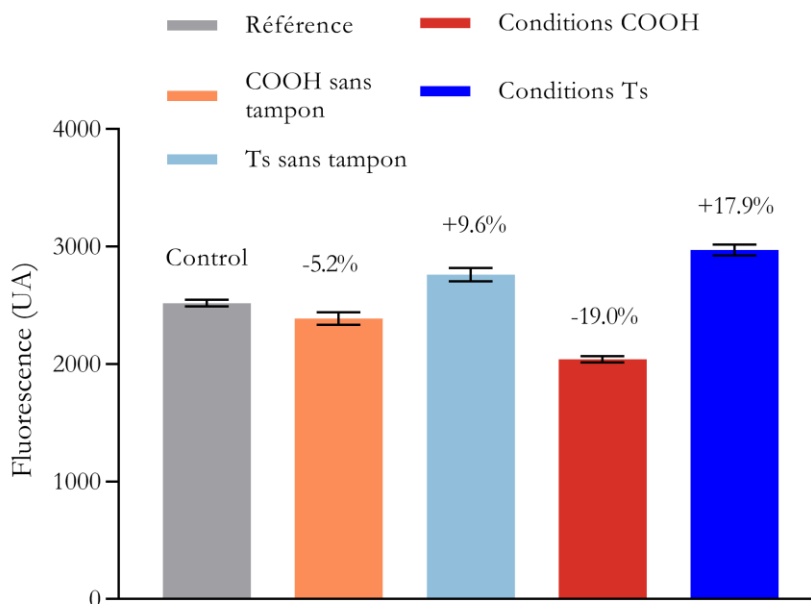 Référence
Conditions COOH
COOH sans
tampon
Conditions Ts
Ts sans tampon
4000
3000
2000
1000
0
Fluorescence (UA)
Control
-5.2%
+9.6%
-19.0%
+17.9%